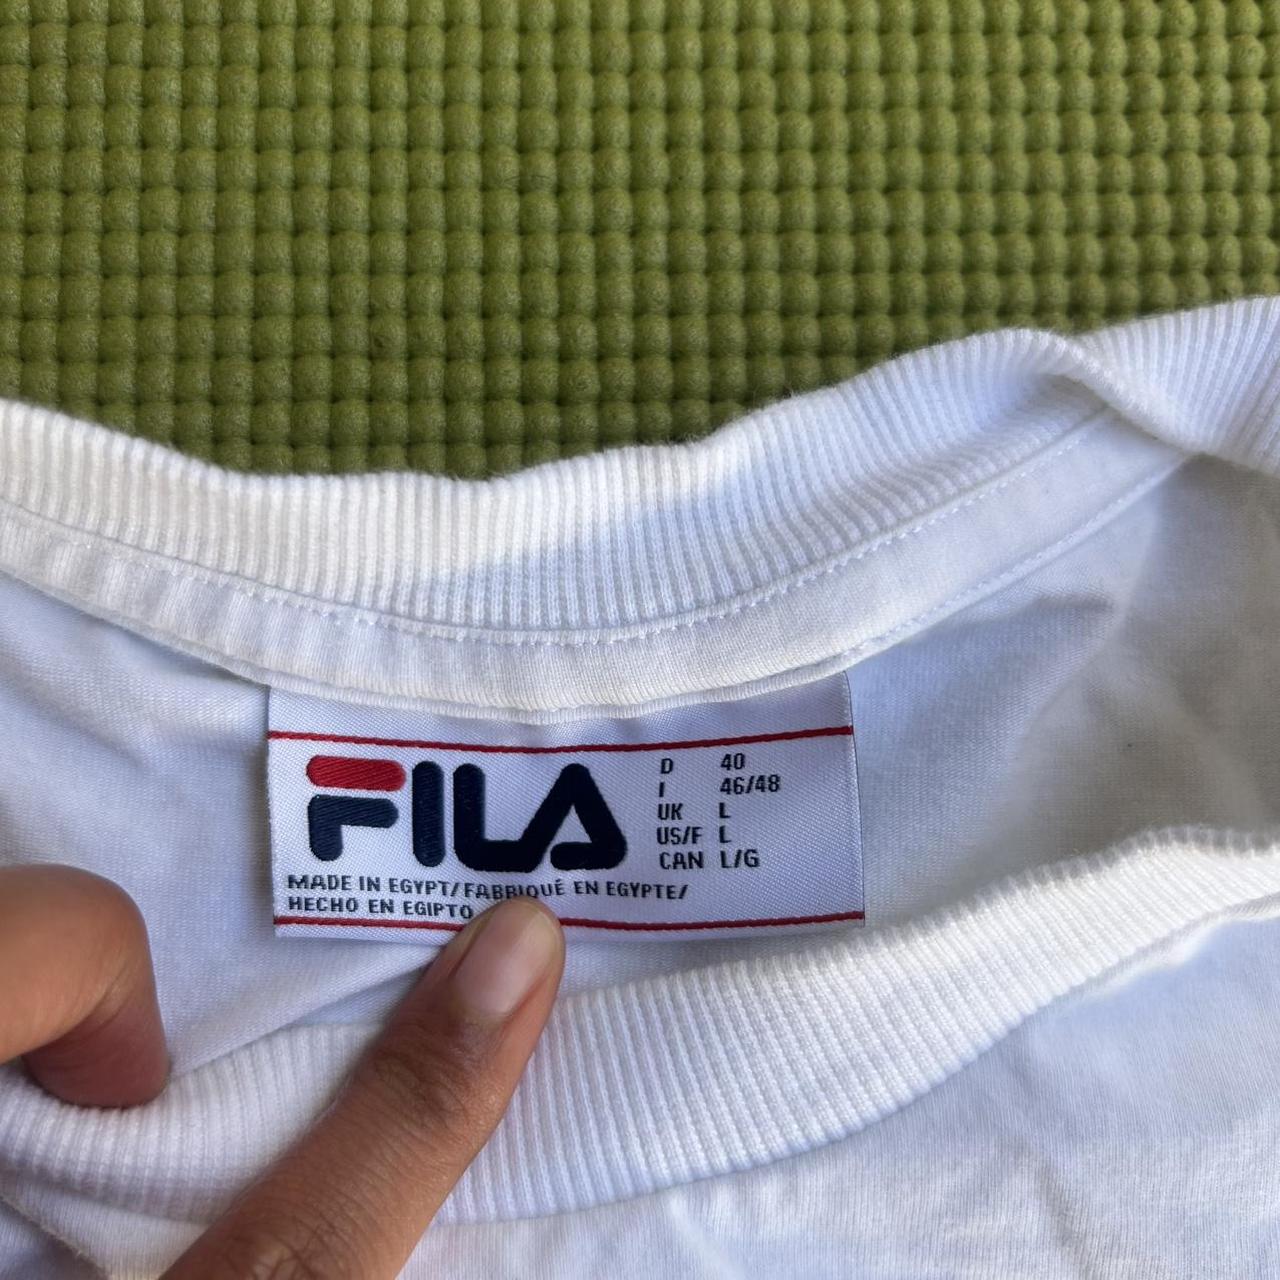 FILA
D 40
I 46/48
UK L
US/F L
CAN L/G
MADE IN EGYPT/FABRIQUÉ EN EGYPTE/
HECHO EN EGIPTO